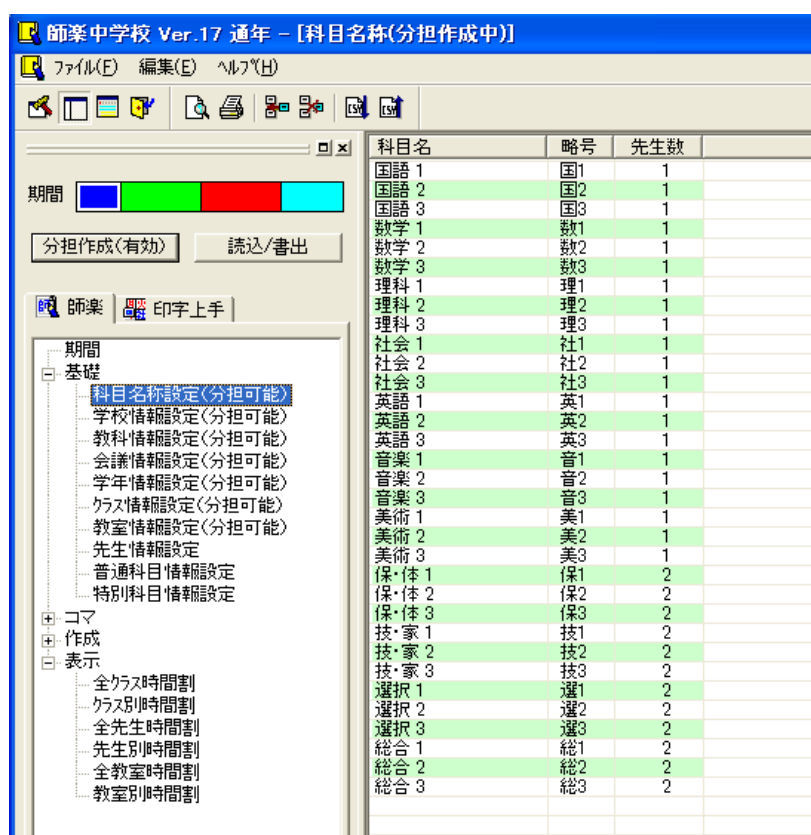 師楽中学校 Ver.17 通年 - [科目名称(分担作成中)]
ファイル(F) 編集(E) ヘルプ(H)
期間
分担作成(有効) 読込/書出
師楽 印字上手
期間
基礎
科目名称設定(分担可能)
学校情報設定(分担可能)
教科情報設定(分担可能)
会議情報設定(分担可能)
学年情報設定(分担可能)
クラス情報設定(分担可能)
教室情報設定(分担可能)
先生情報設定
普通科目情報設定
特別科目情報設定
コマ
作成
表示
全クラス時間割
クラス別時間割
全先生時間割
先生別時間割
全教室時間割
教室別時間割
科目名 略号 先生数
国語 1 国1 1
国語 2 国2 1
国語 3 国3 1
数学 1 数1 1
数学 2 数2 1
数学 3 数3 1
理科 1 理1 1
理科 2 理2 1
理科 3 理3 1
社会 1 社1 1
社会 2 社2 1
社会 3 社3 1
英語 1 英1 1
英語 2 英2 1
英語 3 英3 1
音楽 1 音1 1
音楽 2 音2 1
音楽 3 音3 1
美術 1 美1 1
美術 2 美2 1
美術 3 美3 1
保・体 1 保1 2
保・体 2 保2 2
保・体 3 保3 2
技・家 1 技1 2
技・家 2 技2 2
技・家 3 技3 2
選択 1 選1 2
選択 2 選2 2
選択 3 選3 2
総合 1 総1 2
総合 2 総2 2
総合 3 総3 2